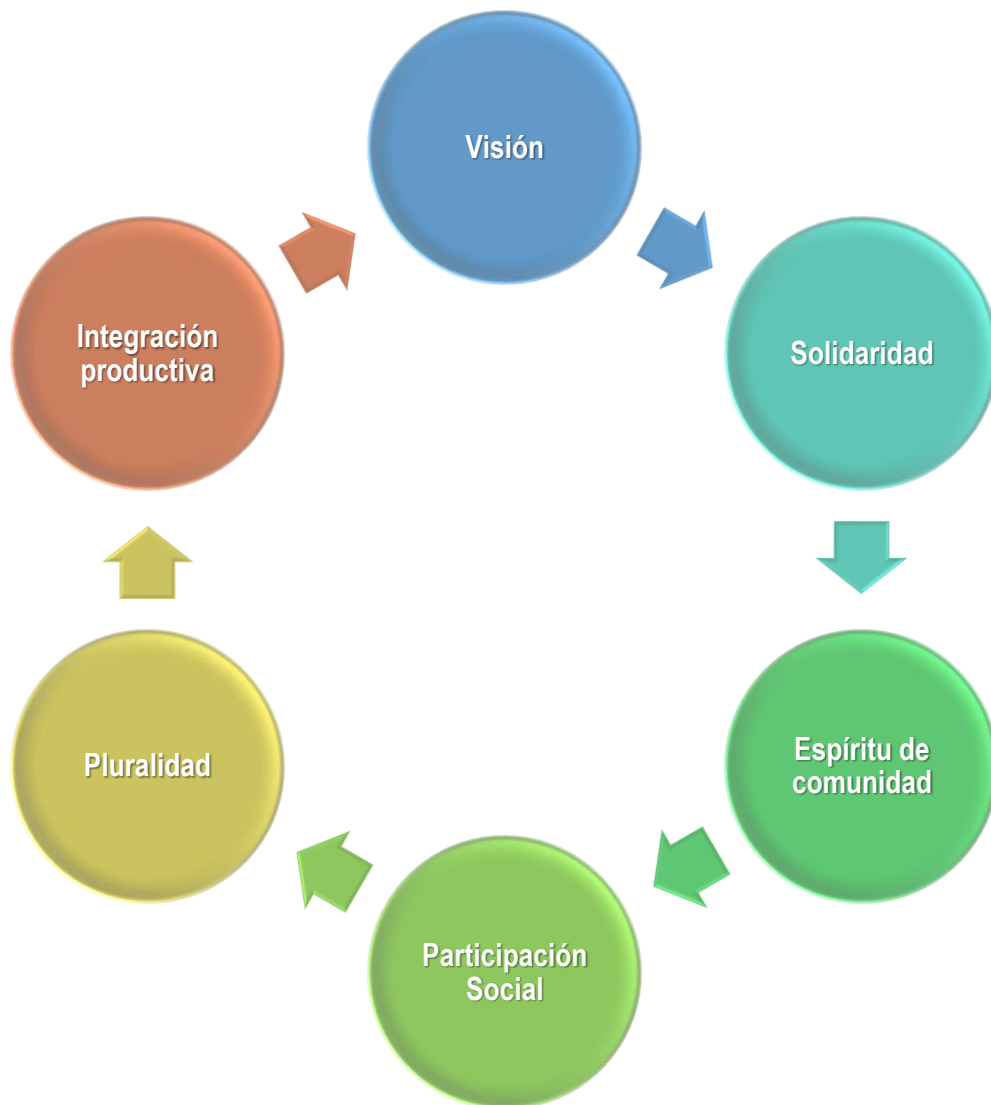 Visión
Solidaridad
Espíritu de
comunidad
Participación
Social
Pluralidad
Integración
productiva